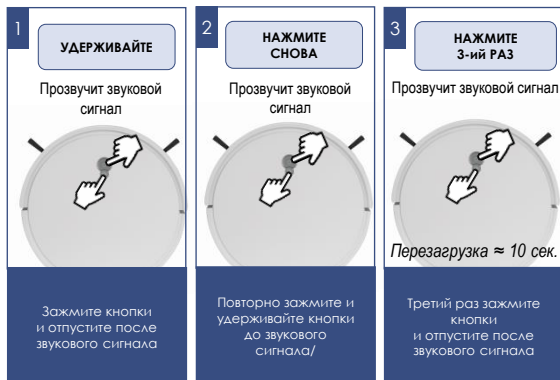 1
УДЕРЖИВАЙТЕ
Прозвучит звуковой
сигнал
Зажмите кнопки
и отпустите после
звукового сигнала
2
НАЖМИТЕ
СНОВА
Прозвучит звуковой
сигнал
Повторно зажмите и
удерживайте кнопки
до звукового
сигнала/
3
НАЖМИТЕ
3-ий РАЗ
Прозвучит звуковой сигнал
Перезагрузка ≈ 10 сек.
Третий раз зажмите
кнопки
и отпустите после
звукового сигнала